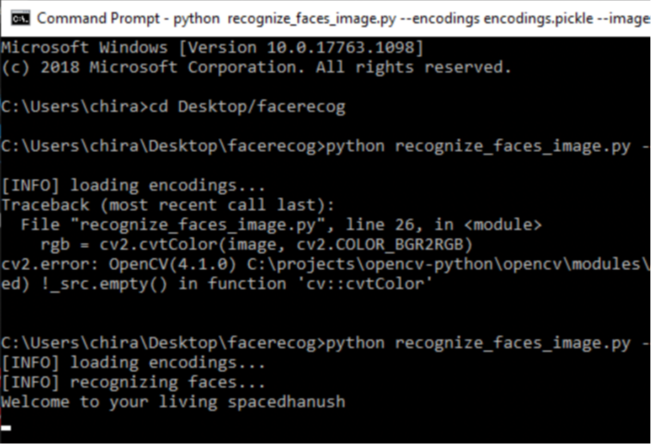 Command Prompt - python  recognize_faces_image.py --encodings encodings.pickle --image
Microsoft Windows [Version 10.0.17763.1098]
(c) 2018 Microsoft Corporation. All rights reserved.
C:\Users\chira>cd Desktop/facerecog
C:\Users\chira\Desktop\facerecog>python recognize_faces_image.py -
[INFO] loading encodings...
Traceback (most recent call last):
  File "recognize_faces_image.py", line 26, in <module>
    rgb = cv2.cvtColor(image, cv2.COLOR_BGR2RGB)
cv2.error: OpenCV(4.1.0) C:\projects\opencv-python\opencv\modules\
ed) !_src.empty() in function 'cv::cvtColor'
C:\Users\chira\Desktop\facerecog>python recognize_faces_image.py -
[INFO] loading encodings...
[INFO] recognizing faces...
Welcome to your living spacedhanush